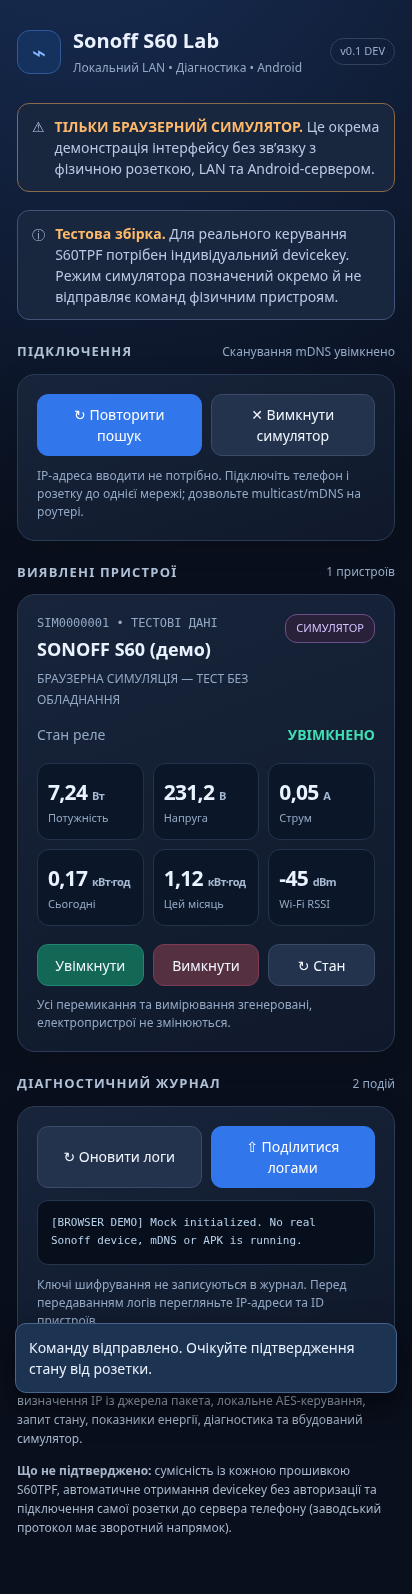 Sonoff S60 Lab
Локальний LAN • Діагностика • Android
v0.1 DEV
⚠ ТІЛЬКИ БРАУЗЕРНИЙ СИМУЛЯТОР. Це окрема
демонстрація інтерфейсу без зв’язку з
фізичною розеткою, LAN та Android-сервером.
ⓘ Тестова збірка. Для реального керування
S60TPF потрібен індивідуальний devicekey.
Режим симулятора позначений окремо й не
відправляє команд фізичним пристроям.
ПІДКЛЮЧЕННЯ
Сканування mDNS увімкнено
↻ Повторити
пошук
✕ Вимкнути
симулятор
IP-адреса вводити не потрібно. Підключіть телефон і
розетку до однієї мережі; дозвольте multicast/mDNS на
роутері.
ВИЯВЛЕНІ ПРИСТРОЇ
1 пристроїв
SIM0000001 • ТЕСТОВІ ДАНІ
СИМУЛЯТОР
SONOFF S60 (демо)
БРАУЗЕРНА СИМУЛЯЦІЯ — ТЕСТ БЕЗ
ОБЛАДНАННЯ
Стан реле
УВІМКНЕНО
7,24 Вт
Потужність
231,2 В
Напруга
0,05 А
Струм
0,17 кВт·год
Сьогодні
1,12 кВт·год
Цей місяць
-45 dBm
Wi-Fi RSSI
Увімкнути
Вимкнути
↻ Стан
Усі перемикання та вимірювання згенеровані,
електропристрої не змінюються.
ДІАГНОСТИЧНИЙ ЖУРНАЛ
2 подій
↻ Оновити логи
⇧ Поділитися
логами
[BROWSER DEMO] Mock initialized. No real
Sonoff device, mDNS or APK is running.
Ключі шифрування не записуються в журнал. Перед
передаванням логів перегляньте IP-адреси та ID
пристроїв.
Команду відправлено. Очікуйте підтвердження
стану від розетки.
визначення IP із джерела пакета, локальне AES-керування,
запит стану, показники енергії, діагностика та вбудований
симулятор.
Що не підтверджено: сумісність із кожною прошивкою
S60TPF, автоматичне отримання devicekey без авторизації та
підключення самої розетки до сервера телефону (заводський
протокол має зворотний напрямок).